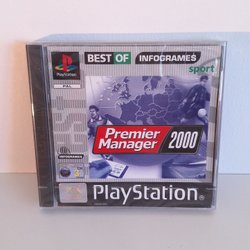 BEST OF INFOGRAMES
sport
PlayStation
PAL
Premier
Manager 2000
INFOGRAMES
PlayStation